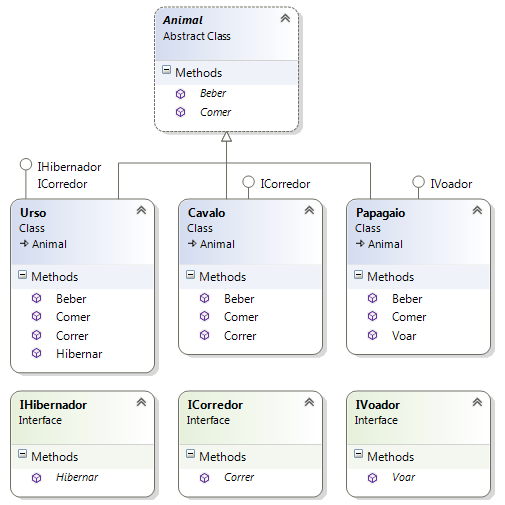 Animal
Abstract Class
Methods
Beber
Comer
IHibernador
ICorredor
ICorredor
IVoador
Urso
Class
Animal
Methods
Beber
Comer
Correr
Hibernar
Cavalo
Class
Animal
Methods
Beber
Comer
Correr
Papagaio
Class
Animal
Methods
Beber
Comer
Voar
IHibernador
Interface
Methods
Hibernar
ICorredor
Interface
Methods
Correr
IVoador
Interface
Methods
Voar